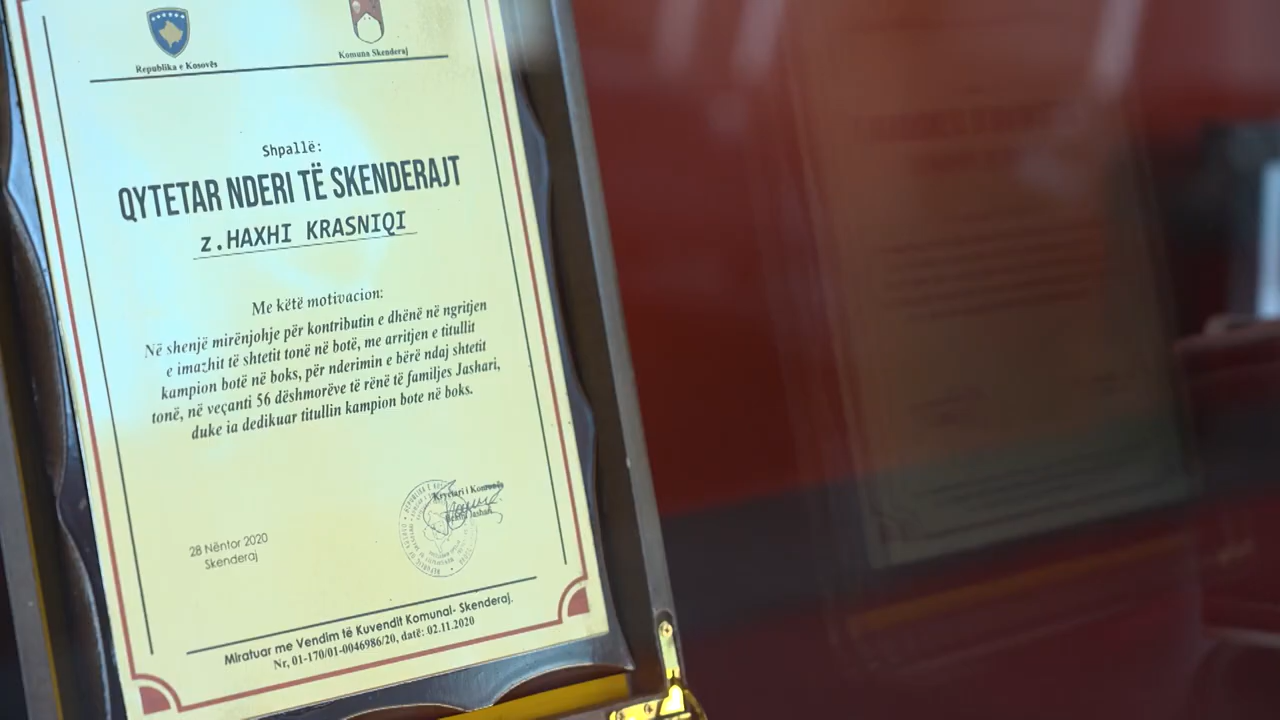 Republika e Kosovës
Komuna Skenderaj
Shpallë:
QYTETAR NDERI TË SKENDERAJT
z.HAXHI KRASNIQI
Me këtë motivacion:
Në shenjë mirënjohje për kontributin e dhënë në ngritjen
e imazhit të shtetit tonë në botë, me arritjen e titullit
kampion botë në boks, për nderimin e bërë ndaj shtetit
tonë, në veçanti 56 dëshmorëve të rënë të familjes Jashari,
duke ia dedikuar titullin kampion bote në boks.
Kryetari i Komunës
Jashari
28 Nëntor 2020
Skenderaj
Miratuar me Vendim të Kuvendit Komunal- Skenderaj.
Nr, 01-170/01-0046986/20, datë: 02.11.2020